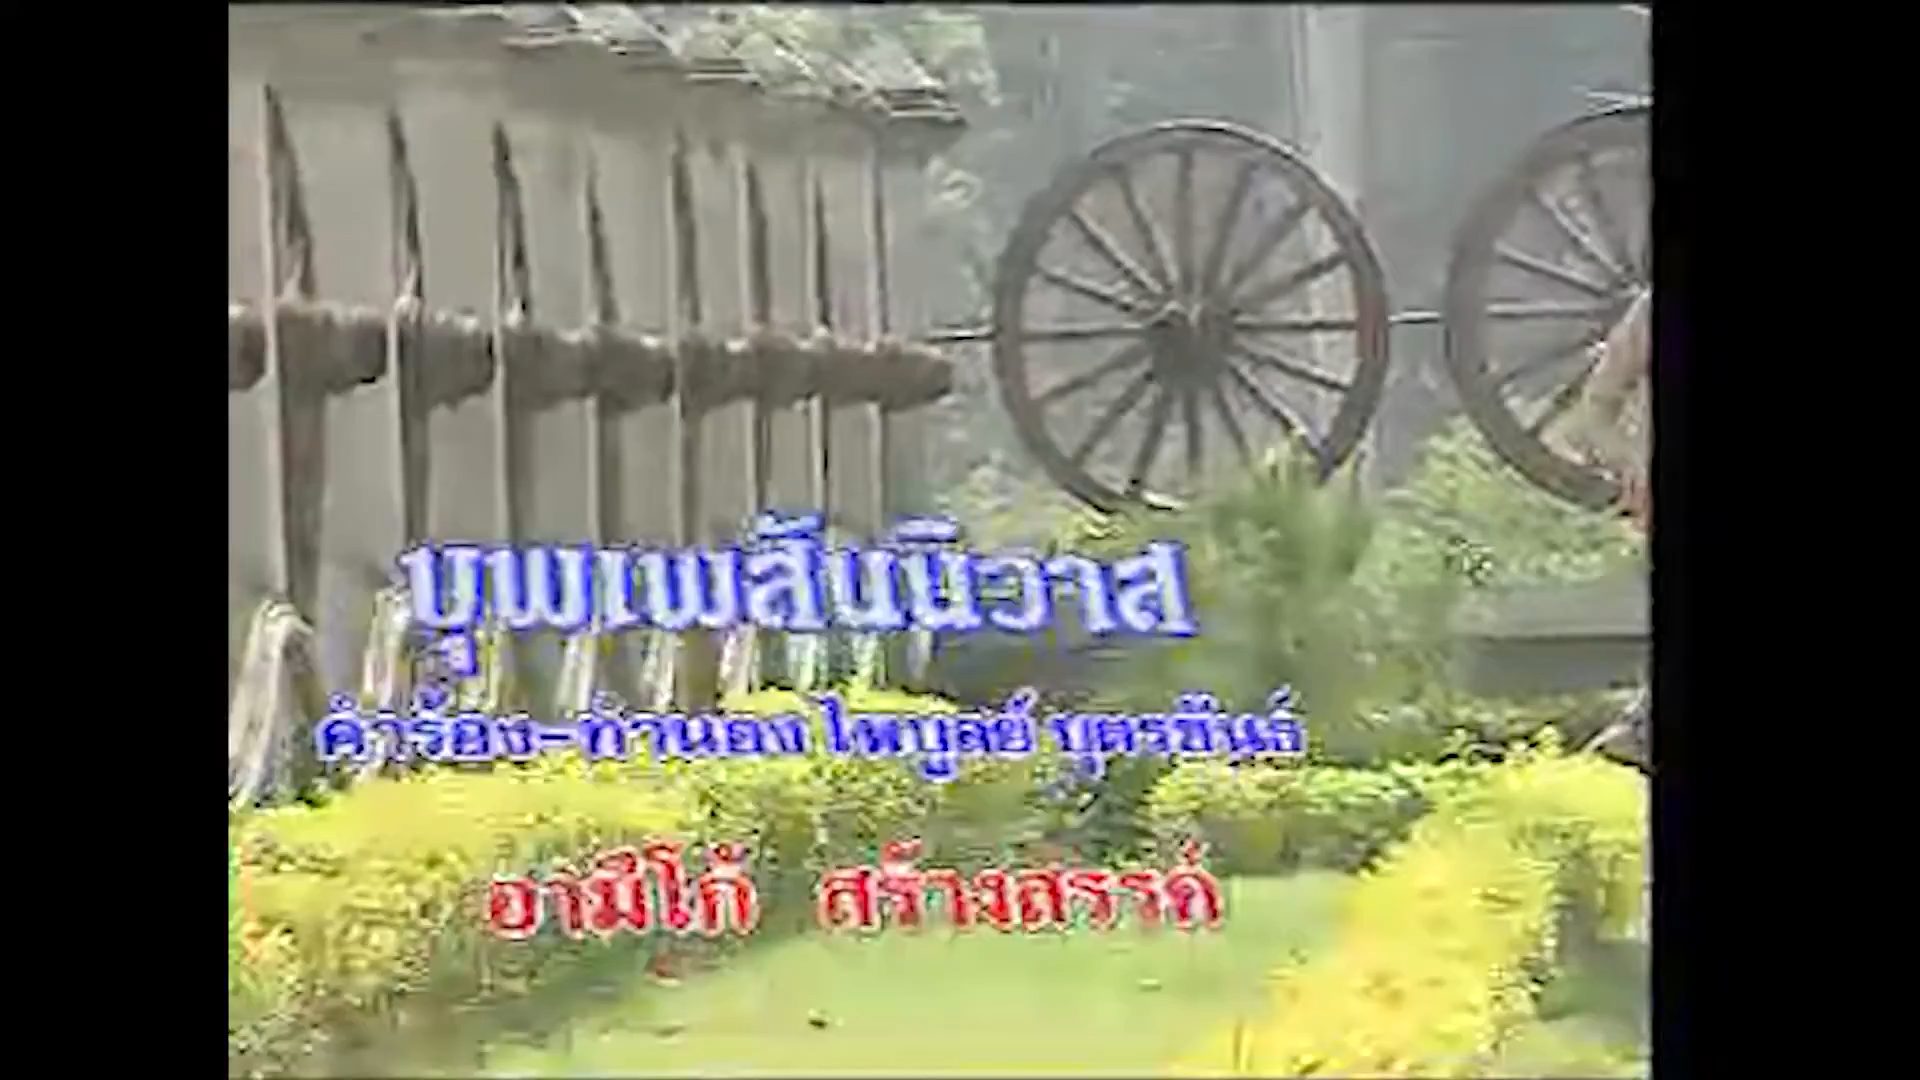 บุพเพสันนิวาส
คำร้อง-ทำนอง ไพบูลย์ บุตรขันธ์
อามีโก้ สร้างสรรค์